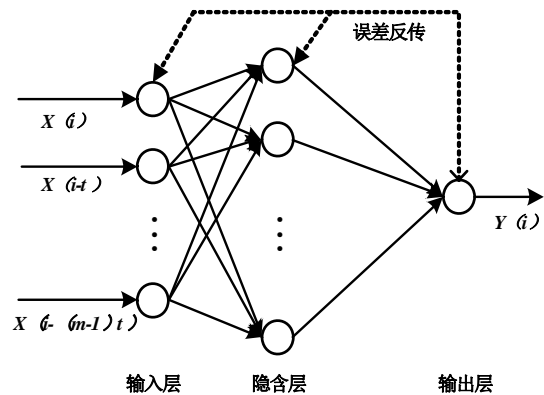 误差反传
X（i）
X（i-t ）
Y（i）
X（i-（m-1）t）
输入层 隐含层 输出层